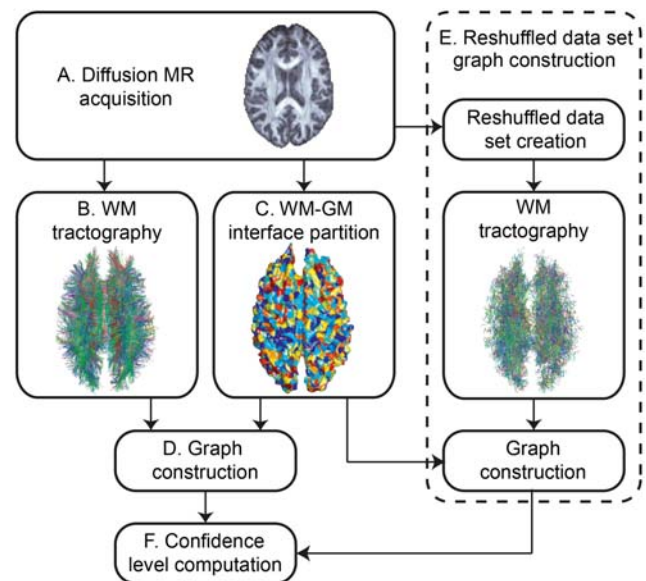 A. Diffusion MR
acquisition
E. Reshuffled data set
graph construction
Reshuffled data
set creation
B. WM
tractography
C. WM-GM
interface partition
WM
tractography
D. Graph
construction
Graph
construction
F. Confidence
level computation